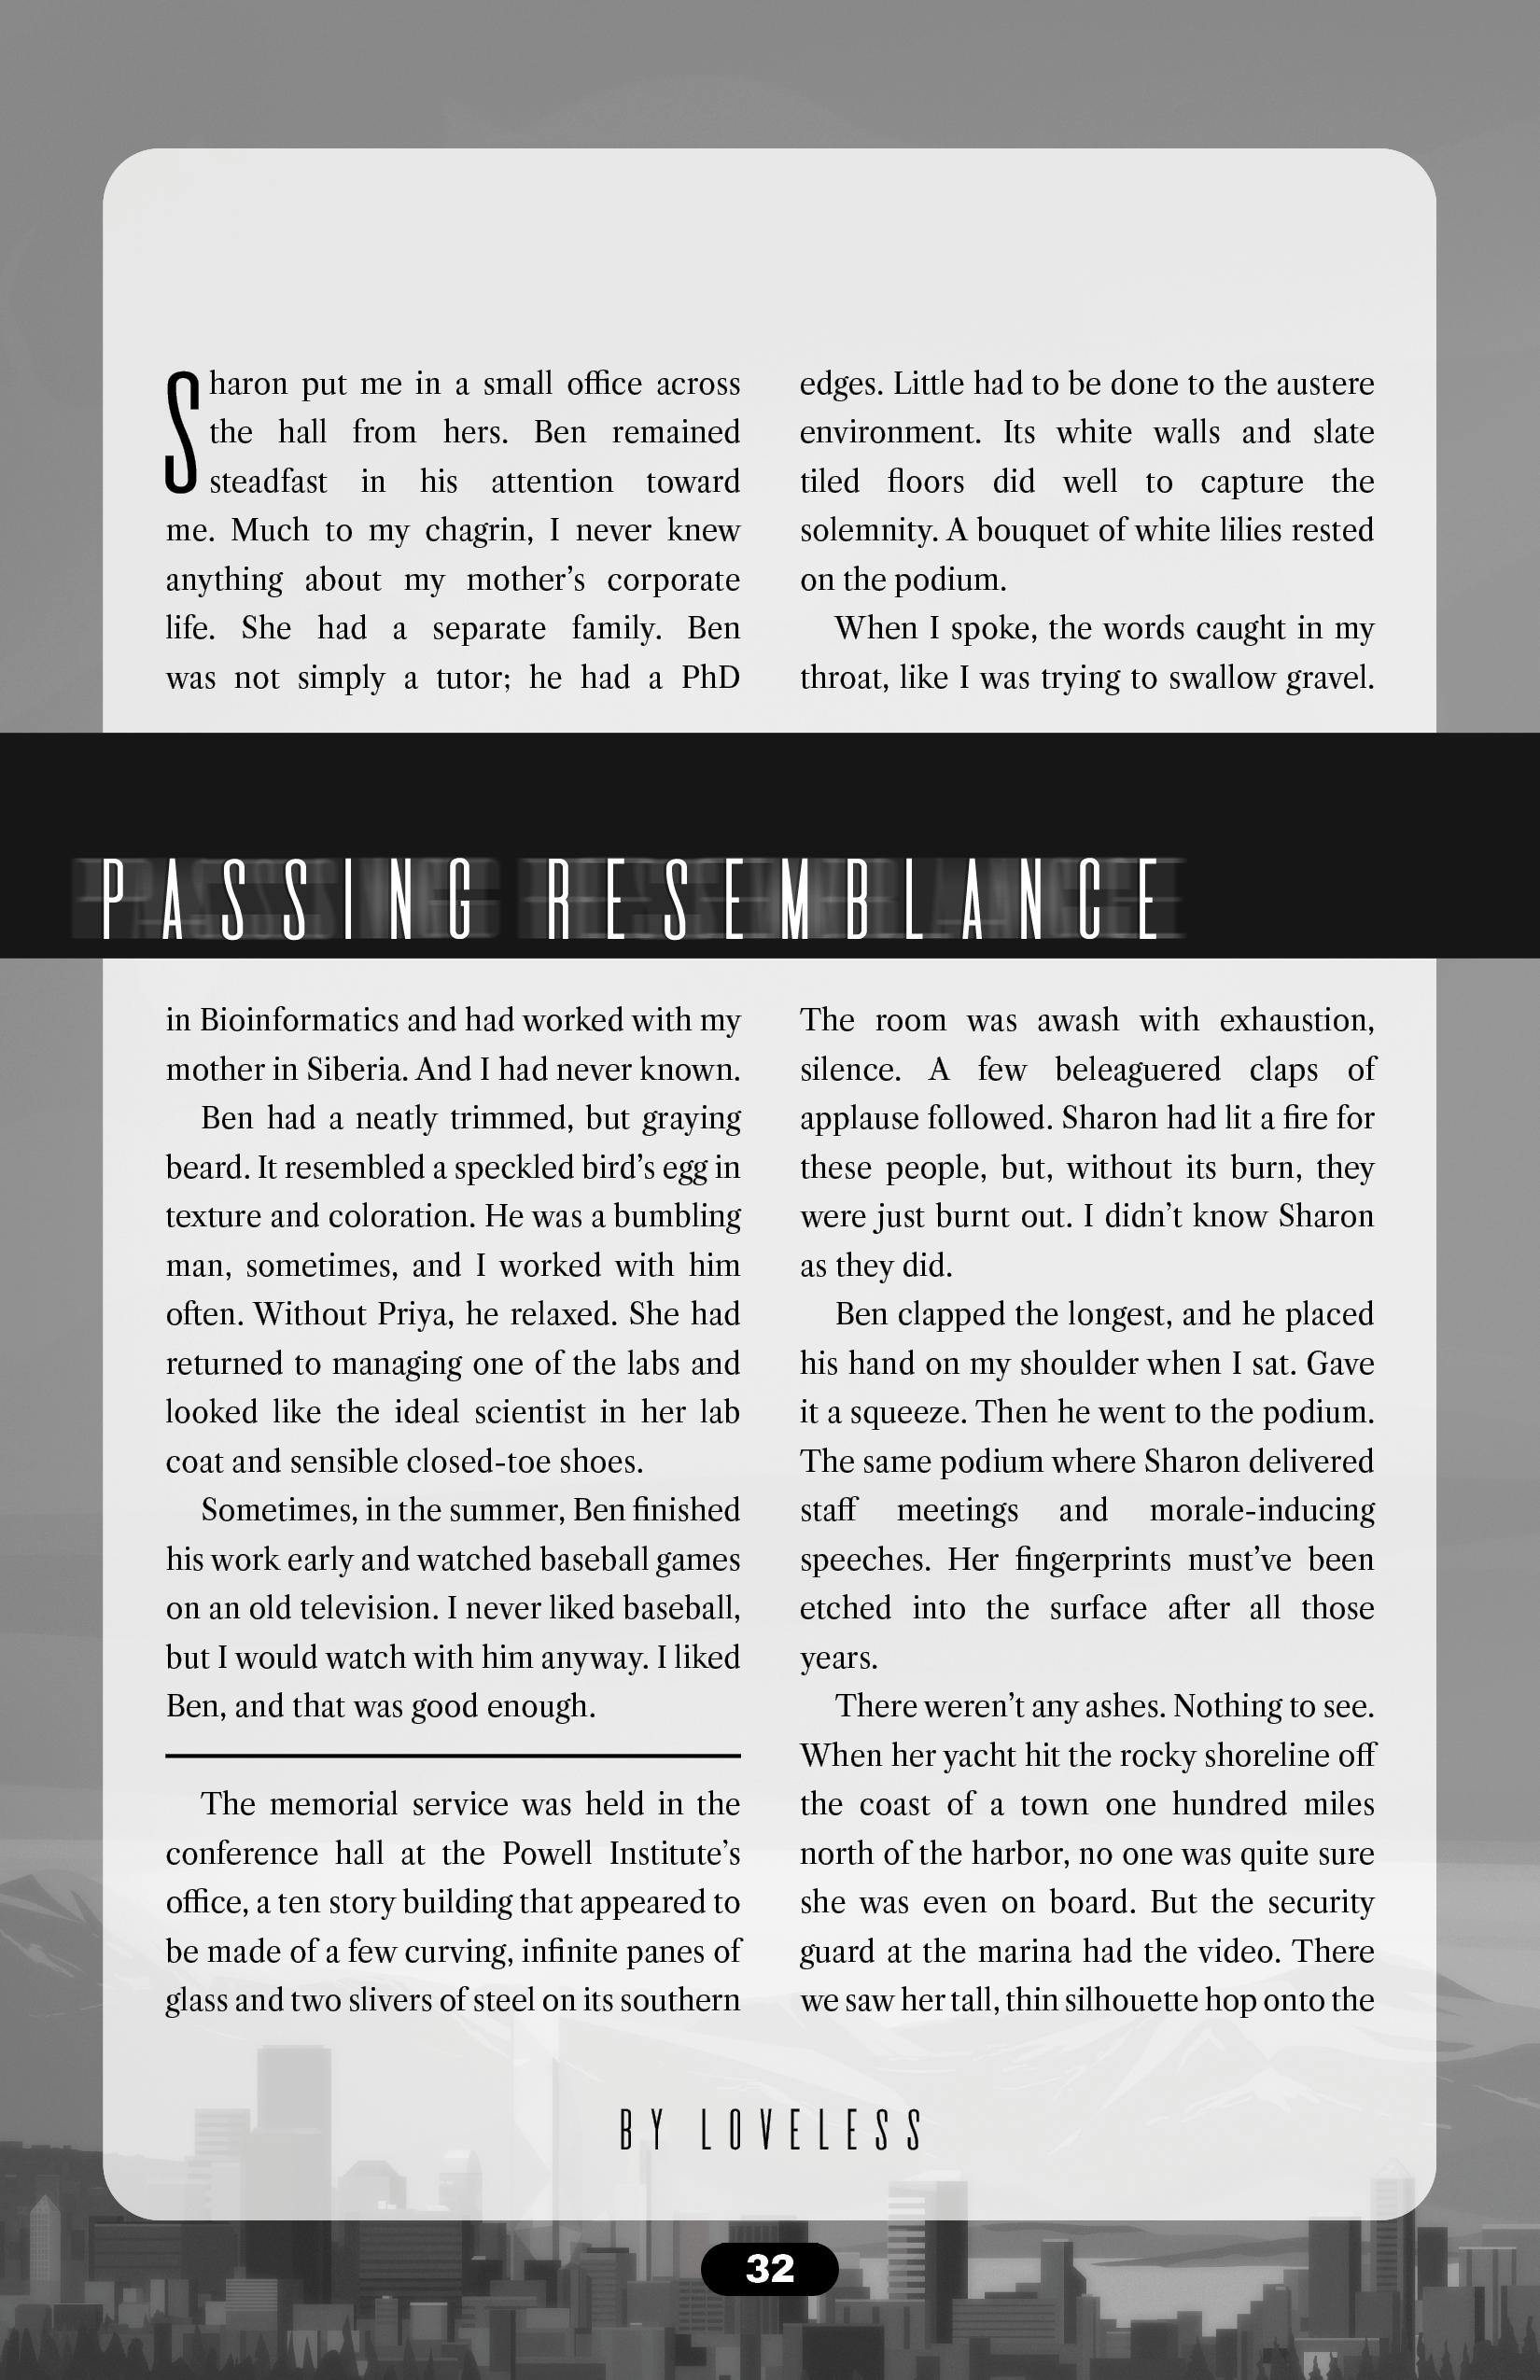 Sharon put me in a small office across
the hall from hers. Ben remained
steadfast in his attention toward
me. Much to my chagrin, I never knew
anything about my mother's corporate
life. She had a separate family. Ben
was not simply a tutor; he had a PhD
in Bioinformatics and had worked with my
mother in Siberia. And I had never known.
Ben had a neatly trimmed, but graying
beard. It resembled a speckled bird's egg in
texture and coloration. He was a bumbling
man, sometimes, and I worked with him
often. Without Priya, he relaxed. She had
returned to managing one of the labs and
looked like the ideal scientist in her lab
coat and sensible closed-toe shoes.
Sometimes, in the summer, Ben finished
his work early and watched baseball games
on an old television. I never liked baseball,
but I would watch with him anyway. I liked
Ben, and that was good enough.
The memorial service was held in the
conference hall at the Powell Institute's
office, a ten story building that appeared to
be made of a few curving, infinite panes of
glass and two slivers of steel on its southern
edges. Little had to be done to the austere
environment. Its white walls and slate
tiled floors did well to capture the
solemnity. A bouquet of white lilies rested
on the podium.
When I spoke, the words caught in my
throat, like I was trying to swallow gravel.
The room was awash with exhaustion,
silence. A few beleaguered claps of
applause followed. Sharon had lit a fire for
these people, but, without its burn, they
were just burnt out. I didn't know Sharon
as they did.
Ben clapped the longest, and he placed
his hand on my shoulder when I sat. Gave
it a squeeze. Then he went to the podium.
The same podium where Sharon delivered
staff meetings and morale-inducing
speeches. Her fingerprints must've been
etched into the surface after all those
years.
There weren't any ashes. Nothing to see.
When her yacht hit the rocky shoreline off
the coast of a town one hundred miles
north of the harbor, no one was quite sure
she was even on board. But the security
guard at the marina had the video. There
we saw her tall, thin silhouette hop onto the
PASSING RESEMBLANCE
BY LOVELESS
32